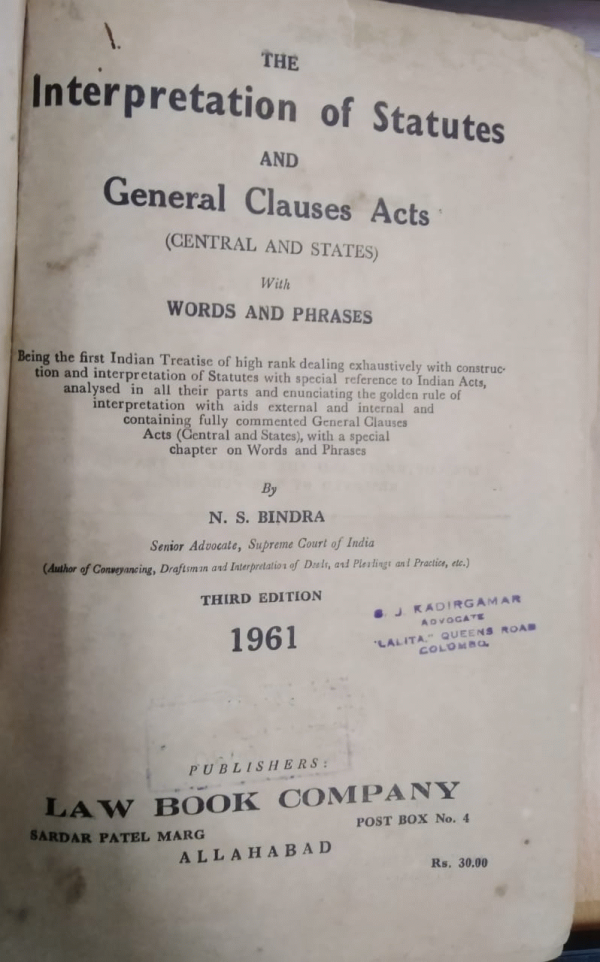 THE
Interpretation of Statutes
AND
General Clauses Acts
(CENTRAL AND STATES)
With
WORDS AND PHRASES
Being the first Indian Treatise of high rank dealing exhaustively with construc-
tion and interpretation of Statutes with special reference to Indian Acts,
analysed in all their parts and enunciating the golden rule of
interpretation with aids external and internal and
containing fully commented General Clauses
Acts (Central and States), with a special
chapter on Words and Phrases
By
N. S. BINDRA
Senior Advocate, Supreme Court of India
(Author of Conveyancing, Draftsman and Interpretation of Deeds, and Pleadings and Practice, etc.)
THIRD EDITION
1961
S. J KADIRGAMAR
ADVOCATE
"LALITA," QUEENS ROAD
COLOMBO.
PUBLISHERS:
LAW BOOK COMPANY
SARDAR PATEL MARG
POST BOX No. 4
ALLAHABAD
Rs. 30.00